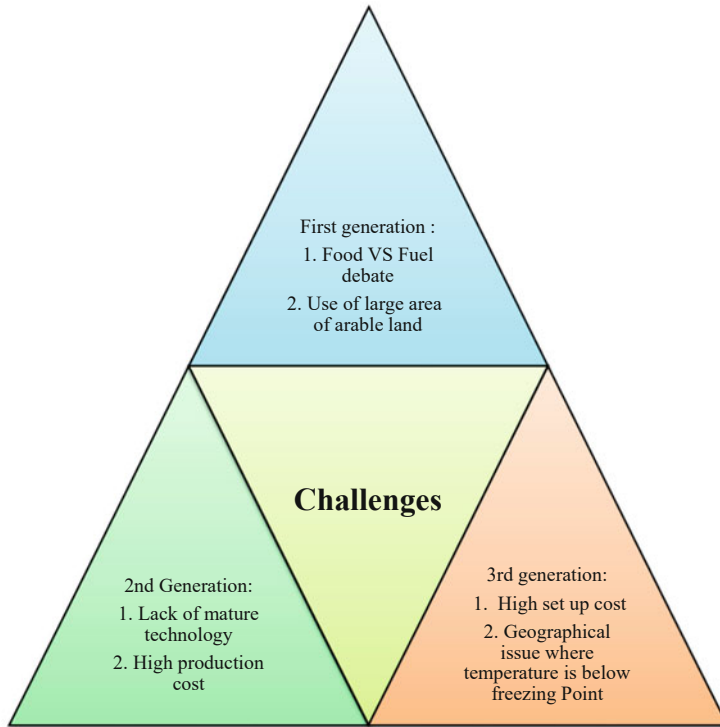 First generation :
1. Food VS Fuel
debate
2. Use of large area
of arable land
Challenges
2nd Generation:
1. Lack of mature
technology
2. High production
cost
3rd generation:
1. High set up cost
2. Geographical
issue where
temperature is below
freezing Point